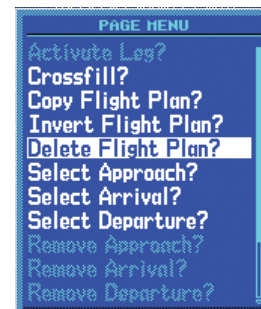 PAGE MENU
Activate Leg?
Crossfill?
Copy Flight Plan?
Invert Flight Plan?
Delete Flight Plan?
Select Approach?
Select Arrival?
Select Departure?
Remove Approach?
Remove Arrival?
Remove Departure?